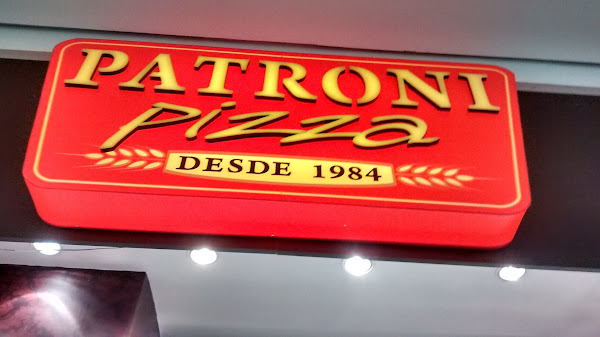 PATRONI
pizza
DESDE 1984